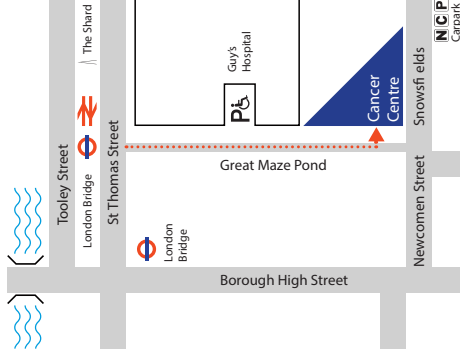 Tooley Street
London Bridge
The Shard
St Thomas Street
London
Bridge
Guy's
Hospital
P
Great Maze Pond
Cancer
Centre
Borough High Street
Newcomen Street
Snowsfi elds
NCP
Carpark